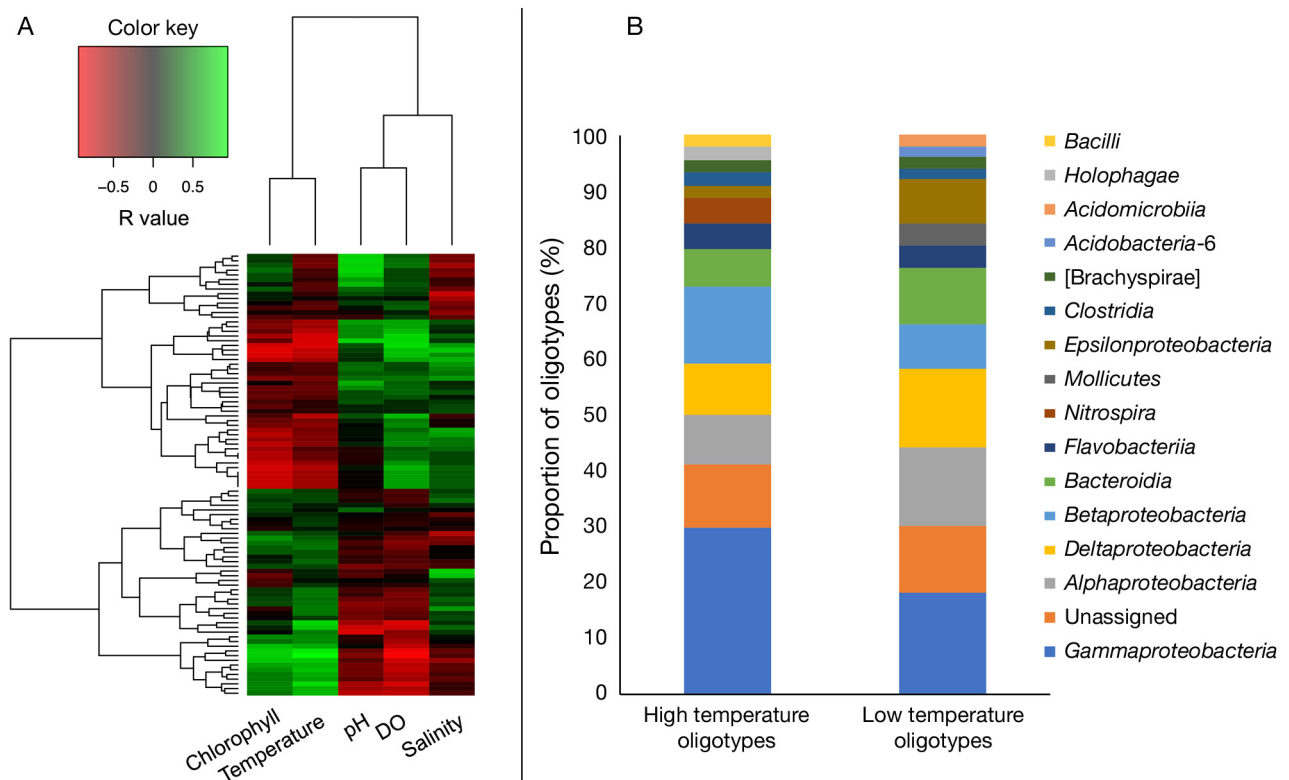 A
Color key
−0.5 0 0.5
R value
Chlorophyll
Temperature
pH
DO
Salinity
B
Proportion of oligotypes (%)
100
90
80
70
60
50
40
30
20
10
0
High temperature
oligotypes
Low temperature
oligotypes
Bacilli
Holophagae
Acidomicrobiia
Acidobacteria-6
[Brachyspirae]
Clostridia
Epsilonproteobacteria
Mollicutes
Nitrospira
Flavobacteriia
Bacteroidia
Betaproteobacteria
Deltaproteobacteria
Alphaproteobacteria
Unassigned
Gammaproteobacteria